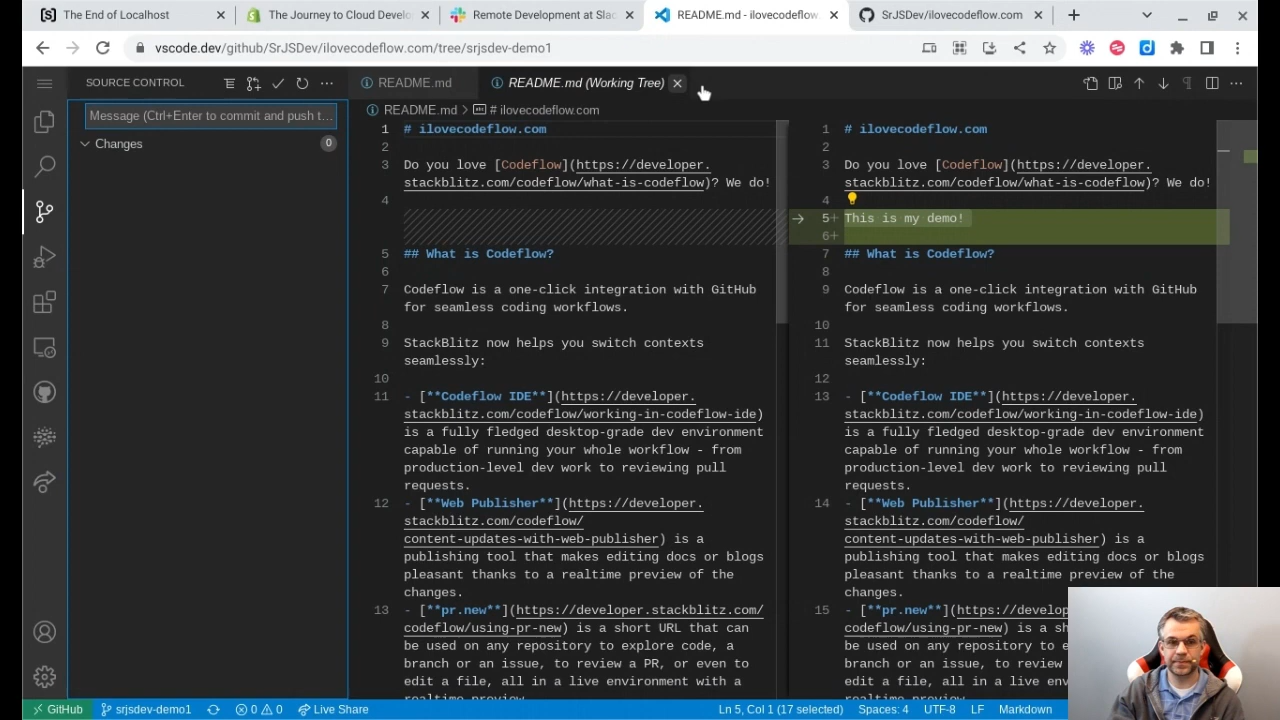 The End of Localhost
The Journey to Cloud Develo
Remote Development at Sla
README.md - ilovecodeflow
SrJSDev/ilovecodeflow.com
vscode.dev/github/SrJSDev/ilovecodeflow.com/tree/srjsdev-demo1
SOURCE CONTROL
README.md
README.md (Working Tree)
Message (Ctrl+Enter to commit and push t…
README.md > # ilovecodeflow.com
Changes
0
1 # ilovecodeflow.com
2
3 Do you love [Codeflow](https://developer.
stackblitz.com/codeflow/what-is-codeflow)? We do!
4
5 ## What is Codeflow?
6
7 Codeflow is a one-click integration with GitHub
for seamless coding workflows.
8
9 StackBlitz now helps you switch contexts
seamlessly:
10
11 - [**Codeflow IDE**](https://developer.
stackblitz.com/codeflow/working-in-codeflow-ide)
is a fully fledged desktop-grade dev environment
capable of running your whole workflow - from
production-level dev work to reviewing pull
requests.
12 - [**Web Publisher**](https://developer.
stackblitz.com/codeflow/
content-updates-with-web-publisher) is a
publishing tool that makes editing docs or blogs
pleasant thanks to a realtime preview of the
changes.
13 - [**pr.new**](https://developer.stackblitz.com/
codeflow/using-pr-new) is a short URL that can
be used on any repository to explore code, a
branch or an issue, to review a PR, or even to
edit a file, all in a live environment with a
realtime preview.
1 # ilovecodeflow.com
2
3 Do you love [Codeflow](https://developer.
stackblitz.com/codeflow/what-is-codeflow)? We do!
4
5+ This is my demo!
6+
7 ## What is Codeflow?
8
9 Codeflow is a one-click integration with GitHub
for seamless coding workflows.
10
11 StackBlitz now helps you switch contexts
seamlessly:
12
13 - [**Codeflow IDE**](https://developer.
stackblitz.com/codeflow/working-in-codeflow-ide)
is a fully fledged desktop-grade dev environment
capable of running your whole workflow - from
production-level dev work to reviewing pull
requests.
14 - [**Web Publisher**](https://developer.
stackblitz.com/codeflow/
content-updates-with-web-publisher) is a
publishing tool that makes editing docs or blogs
pleasant thanks to a realtime preview of the
changes.
15 - [**pr.new**](https://develop
codeflow/using-pr-new) is a sh
be used on any repository to e
branch or an issue, to review
edit a file, all in a live env
realtime preview
GitHub
srjsdev-demo1
0 0
Live Share
Ln 5, Col 1 (17 selected)
Spaces: 4
UTF-8
LF
Markdown